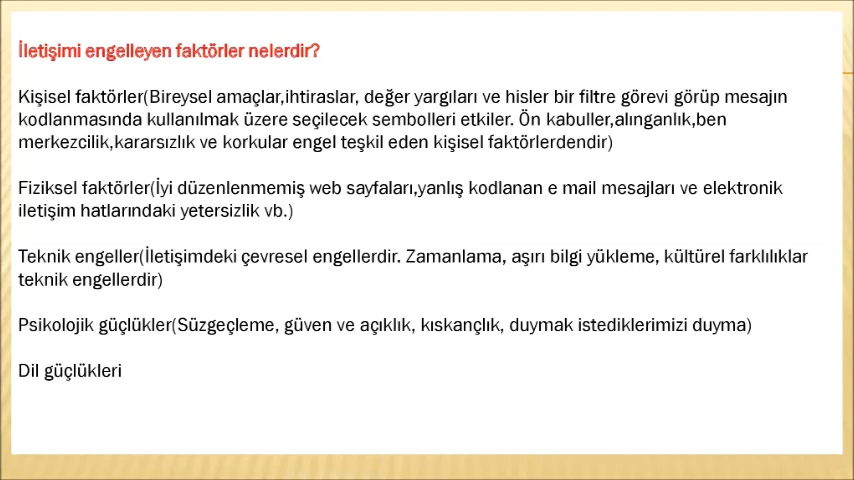 İletişimi engelleyen faktörler nelerdir?
Kişisel faktörler(Bireysel amaçlar,ihtiraslar, değer yargıları ve hisler bir filtre görevi görüp mesajın
kodlanmasında kullanılmak üzere seçilecek sembolleri etkiler. Ön kabuller,alınganlık,ben
merkezcilik,kararsızlık ve korkular engel teşkil eden kişisel faktörlerdendir)
Fiziksel faktörler(İyi düzenlenmemiş web sayfaları,yanlış kodlanan e mail mesajları ve elektronik
iletişim hatlarındaki yetersizlik vb.)
Teknik engeller(İletişimdeki çevresel engellerdir. Zamanlama, aşırı bilgi yükleme, kültürel farklılıklar
teknik engellerdir)
Psikolojik güçlükler(Süzgeçleme, güven ve açıklık, kıskançlık, duymak istediklerimizi duyma)
Dil güçlükleri